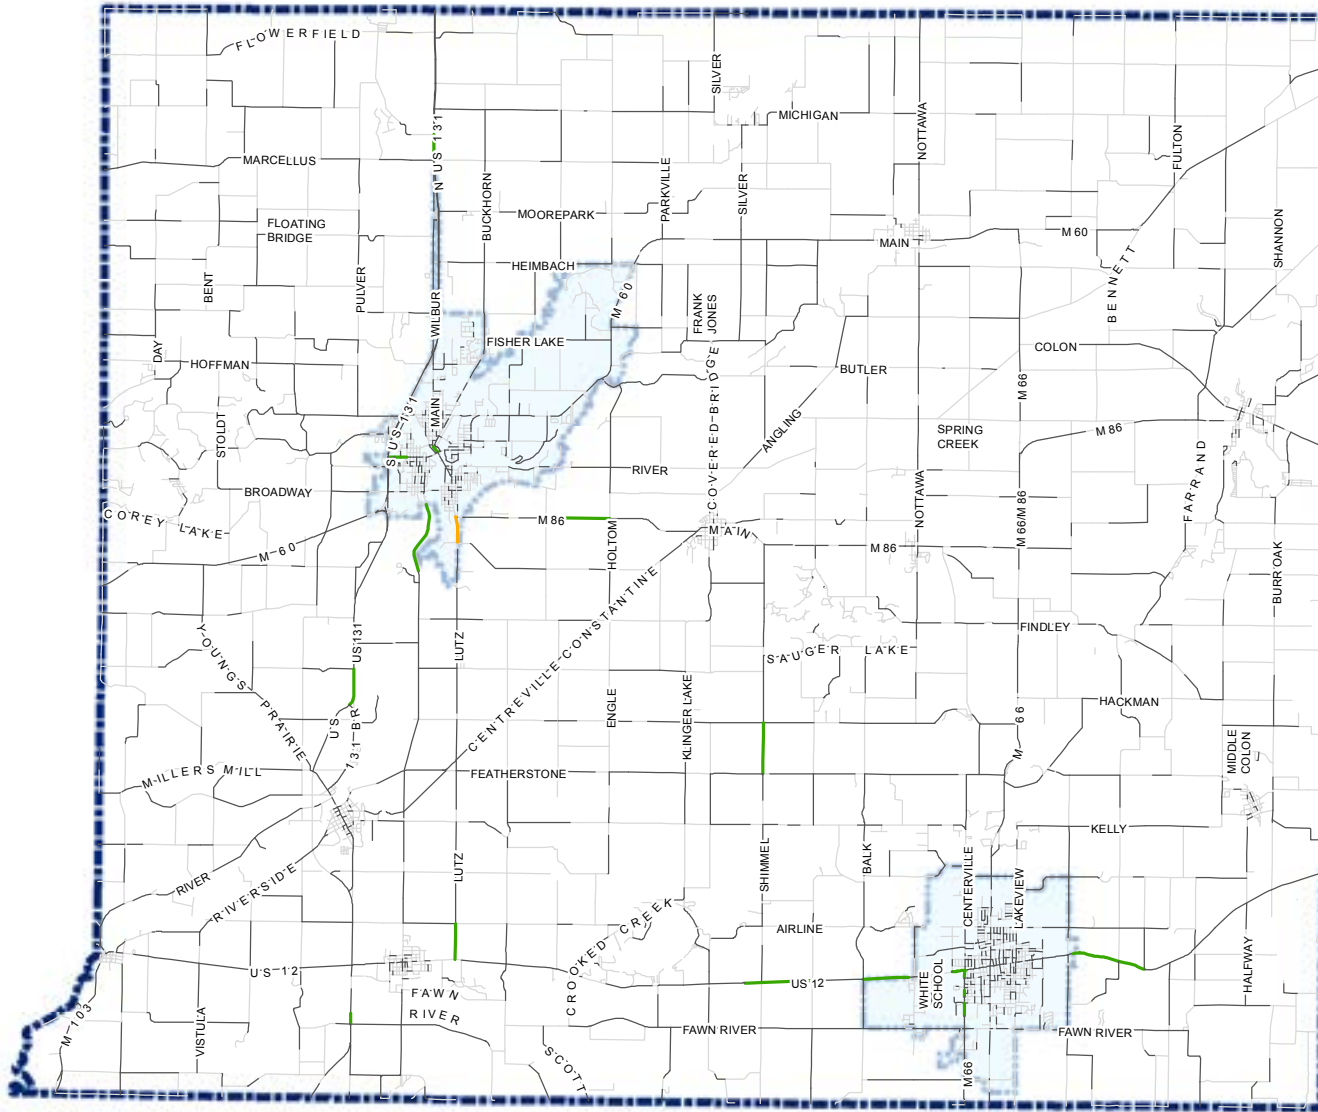 FLOWERFIELD
SILVER
MICHIGAN
NOTTAWA
FULTON
N US 131
MARCELLUS
BUCKHORN
PARKVILLE
SILVER
MOOREPARK
FLOATING
BRIDGE
SHANNON
MAIN
M 60
BENNETT
HEIMBACH
BENT
PULVER
WILBUR
M-60
FRANK
JONES
FISHER LAKE
COLON
DAY
HOFFMAN
BUTLER
M 66
STOLDT
S US-131
MAIN
COVERED-BRIDGE
ANGLING
SPRING
CREEK
M 86
FARRAND
RIVER
BROADWAY
NOTTAWA
M 66/M 86
COREY LAKE
M 86
HOLTOM
MAIN
M 86
M-60
BURR OAK
CENTREVILLE-CONSTANTINE
FINDLEY
YOUNGS PRAIRIE
US 131
LUTZ
SAUGER LAKE
ENGLE
KLINGER LAKE
HACKMAN
US
131 BR
M 66
MIDDLE
COLON
MILLERS MILL
FEATHERSTONE
KELLY
RIVER
RIVERSIDE
LUTZ
SHIMMEL
BALK
CENTERVILLE
LAKEVIEW
CROOKED CREEK
AIRLINE
US-12
US 12
WHITE
SCHOOL
HALFWAY
FAWN
RIVER
M-103
VISTULA
FAWN RIVER
FAWN RIVER
SCOTT
M66